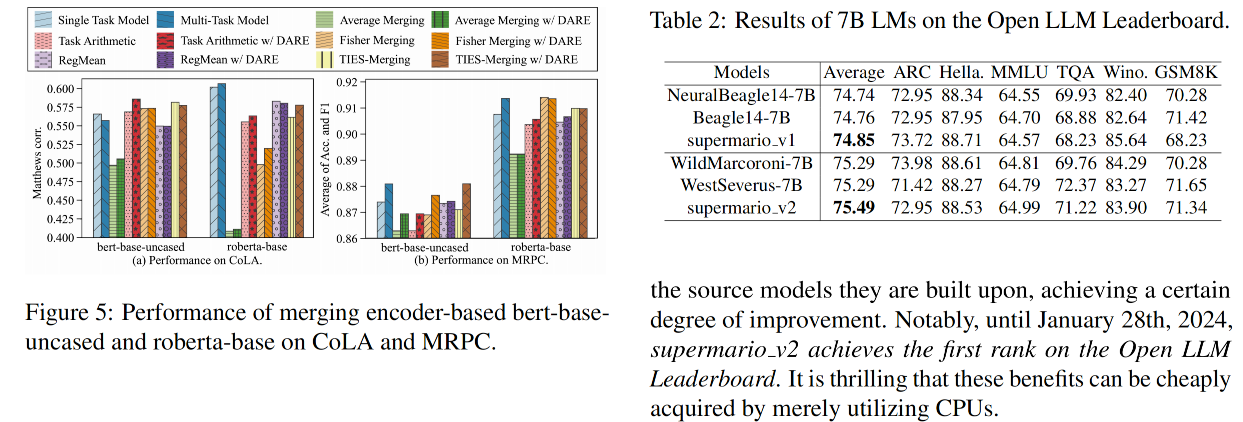 Single Task Model Multi-Task Model Average Merging Average Merging w/ DARE
Task Arithmetic Task Arithmetic w/ DARE Fisher Merging Fisher Merging w/ DARE
RegMean RegMean w/ DARE TIES-Merging TIES-Merging w/ DARE
Matthews corr.
0.600
0.575
0.550
0.525
0.500
0.475
0.450
0.425
0.400
bert-base-uncased roberta-base
(a) Performance on CoLA.
Average of Acc. and F1
0.92
0.91
0.90
0.89
0.88
0.87
0.86
bert-base-uncased roberta-base
(b) Performance on MRPC.
Figure 5: Performance of merging encoder-based bert-base-
uncased and roberta-base on CoLA and MRPC.
Table 2: Results of 7B LMs on the Open LLM Leaderboard.
Models Average ARC Hella. MMLU TQA Wino. GSM8K
NeuralBeagle14-7B 74.74 72.95 88.34 64.55 69.93 82.40 70.28
Beagle14-7B 74.76 72.95 87.95 64.70 68.88 82.64 71.42
supermario_v1 74.85 73.72 88.71 64.57 68.23 85.64 68.23
WildMarcoroni-7B 75.29 73.98 88.61 64.81 69.76 84.29 70.28
WestSeverus-7B 75.29 71.42 88.27 64.79 72.37 83.27 71.65
supermario_v2 75.49 72.95 88.53 64.99 71.22 83.90 71.34
the source models they are built upon, achieving a certain
degree of improvement. Notably, until January 28th, 2024,
supermario_v2 achieves the first rank on the Open LLM
Leaderboard. It is thrilling that these benefits can be cheaply
acquired by merely utilizing CPUs.